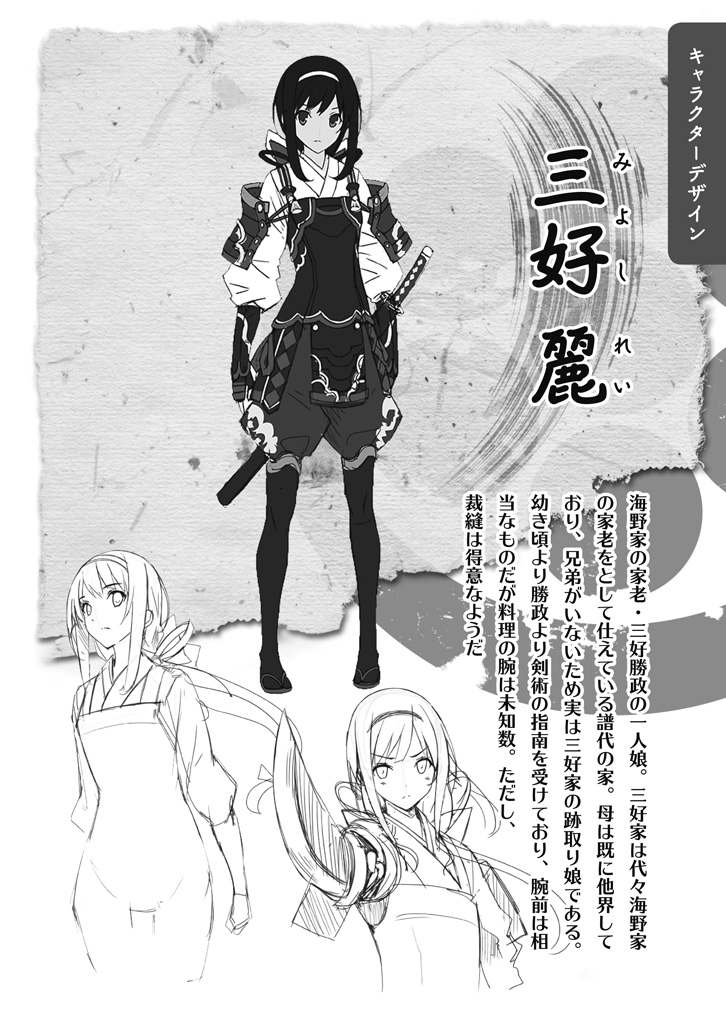 キャラクターデザイン
三好 麗
みよし れい
海野家の家老・三好勝政の一人娘。三好家は代々海野家
の家老をとして仕えている譜代の家。母は既に他界して
おり、兄弟がいないため実は三好家の跡取り娘である。
幼き頃より勝政より剣術の指南を受けており、腕前は相
当なものだが料理の腕は未知数。ただし、
裁縫は得意なようだ